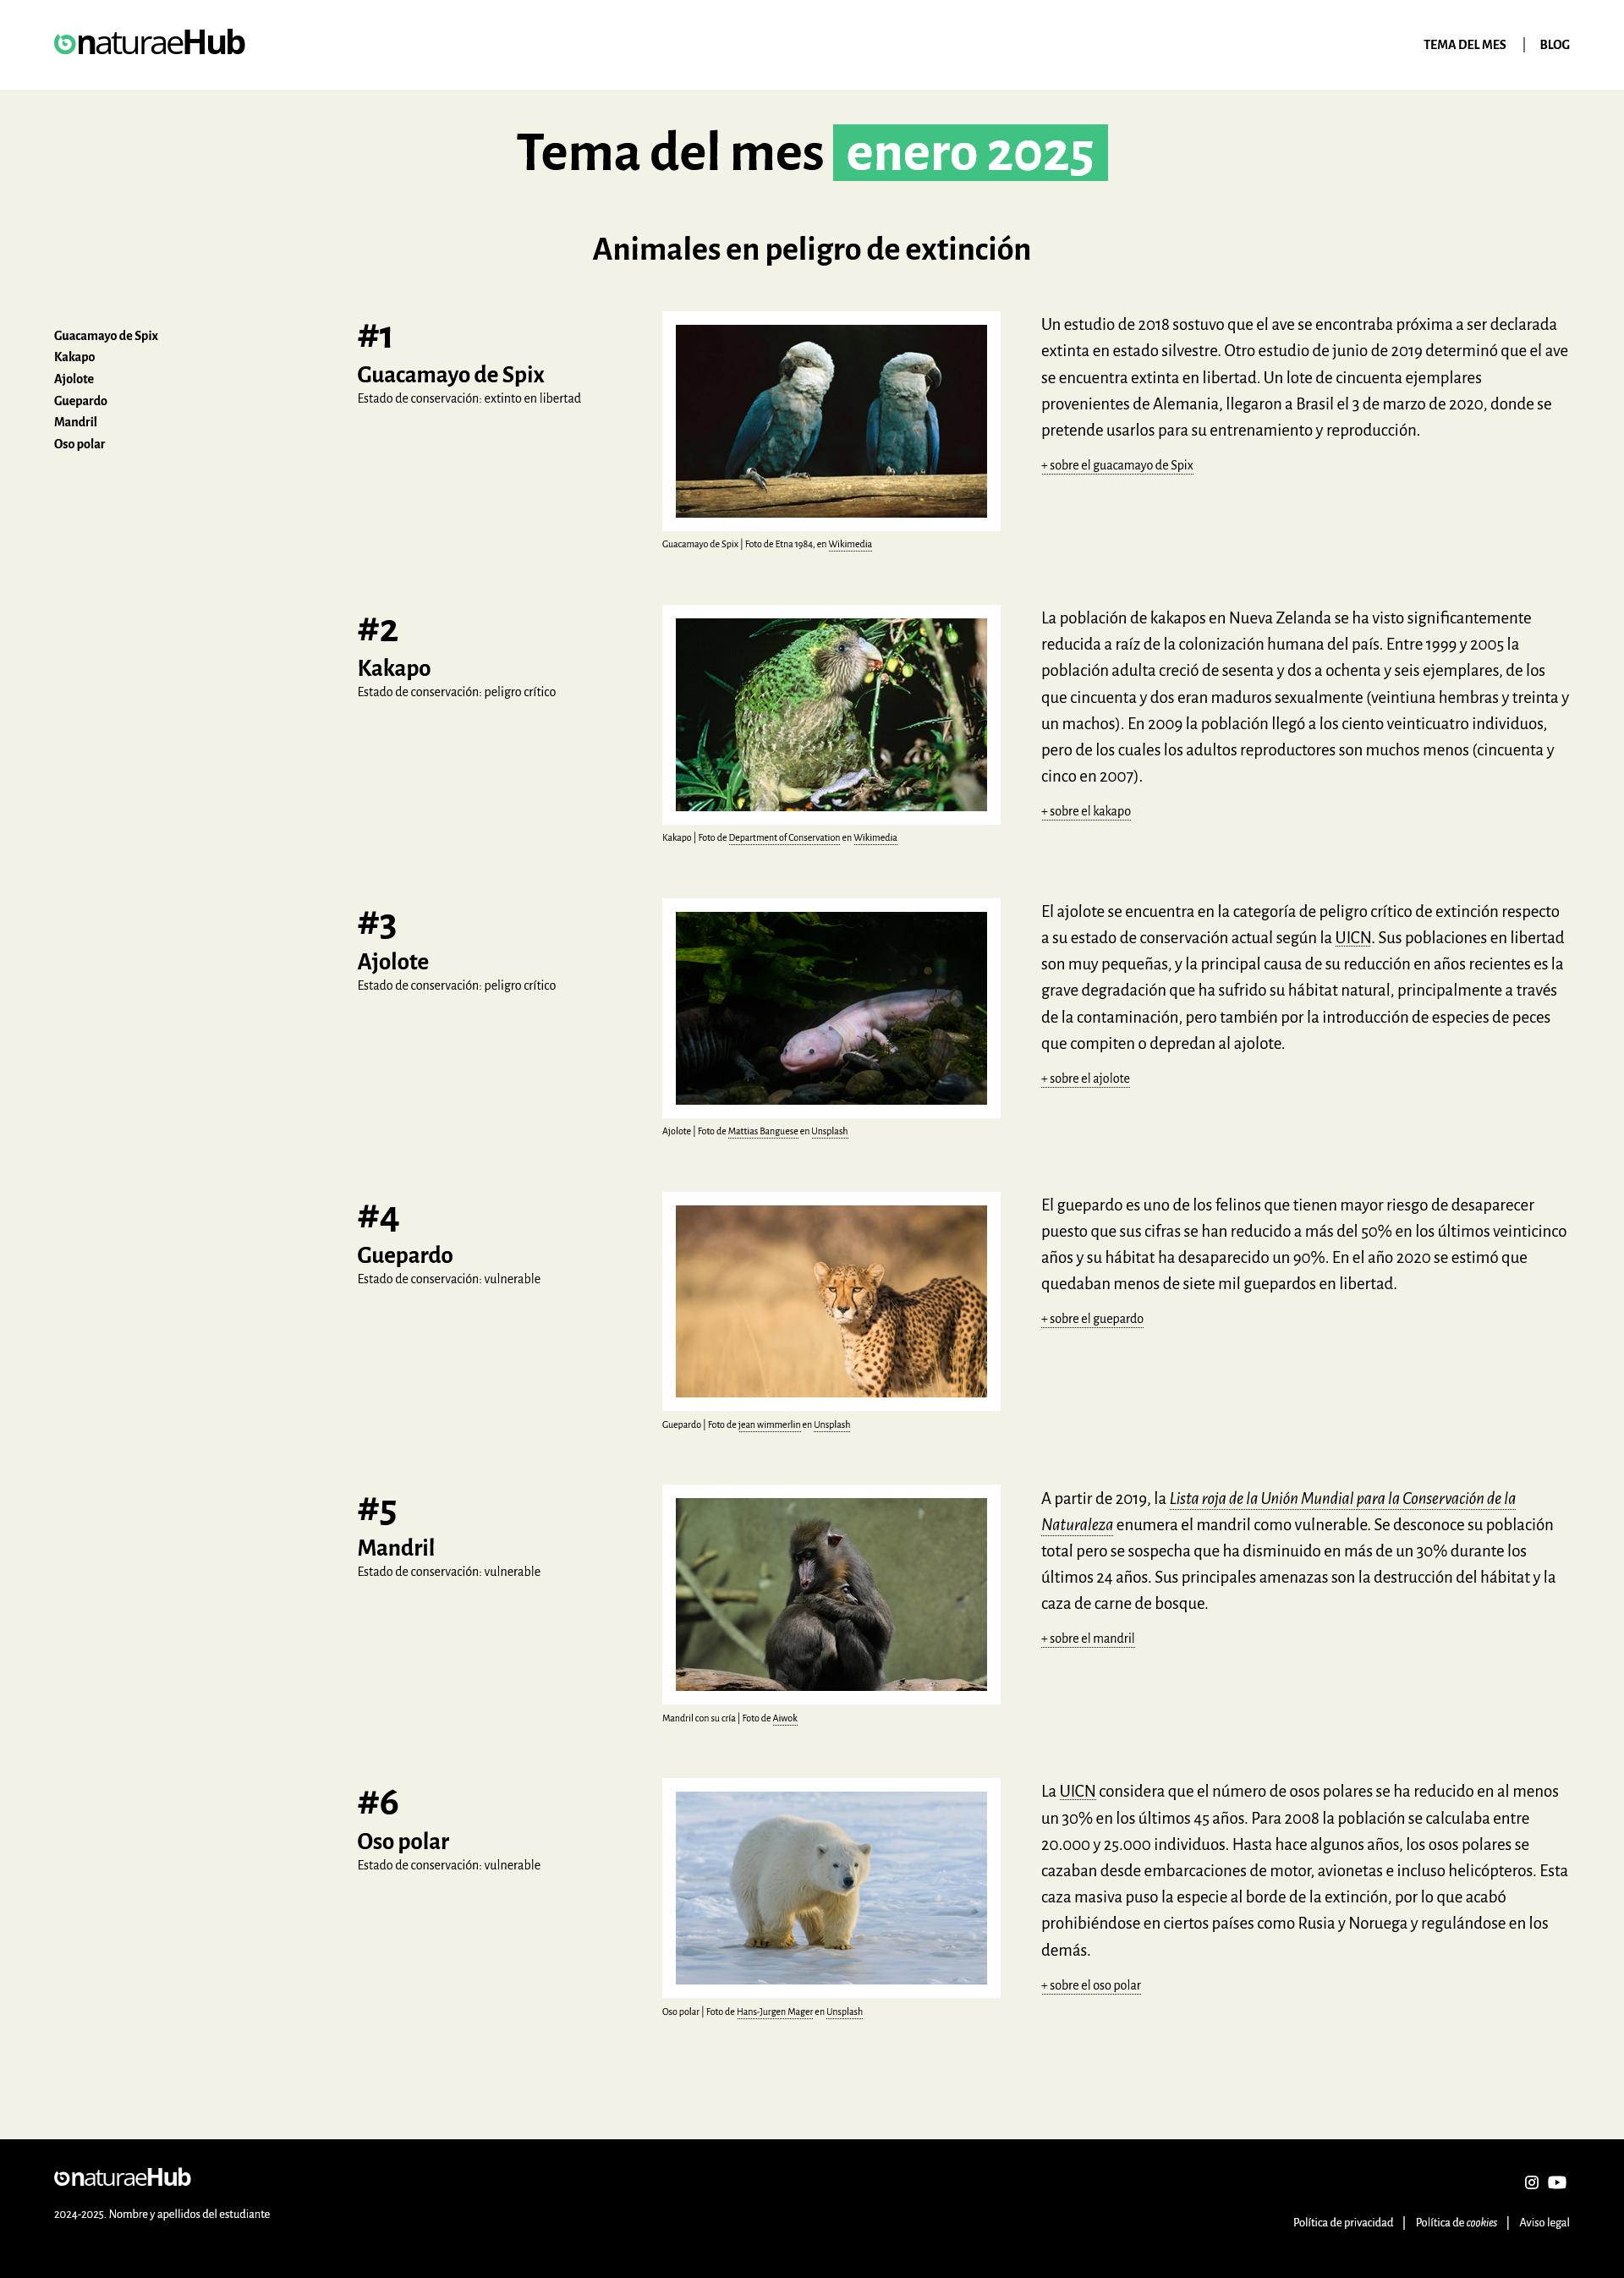 naturaeHub
TEMA DEL MES | BLOG
Tema del mes enero 2025
Animales en peligro de extinción
Guacamayo de Spix
Kakapo
Ajolote
Guepardo
Mandril
Oso polar
#1
Guacamayo de Spix
Estado de conservación: extinto en libertad
Guacamayo de Spix | Foto de Etna 1984, en Wikimedia
Un estudio de 2018 sostuvo que el ave se encontraba próxima a ser declarada
extinta en estado silvestre. Otro estudio de junio de 2019 determinó que el ave
se encuentra extinta en libertad. Un lote de cincuenta ejemplares
provenientes de Alemania, llegaron a Brasil el 3 de marzo de 2020, donde se
pretende usarlos para su entrenamiento y reproducción.
+ sobre el guacamayo de Spix
#2
Kakapo
Estado de conservación: peligro crítico
Kakapo | Foto de Department of Conservation en Wikimedia
La población de kakapos en Nueva Zelanda se ha visto significantemente
reducida a raíz de la colonización humana del país. Entre 1999 y 2005 la
población adulta creció de sesenta y dos a ochenta y seis ejemplares, de los
que cincuenta y dos eran maduros sexualmente (veintiuna hembras y treinta y
un machos). En 2009 la población llegó a los ciento veinticuatro individuos,
pero de los cuales los adultos reproductores son muchos menos (cincuenta y
cinco en 2007).
+ sobre el kakapo
#3
Ajolote
Estado de conservación: peligro crítico
Ajolote | Foto de Mattias Banguese en Unsplash
El ajolote se encuentra en la categoría de peligro crítico de extinción respecto
a su estado de conservación actual según la UICN. Sus poblaciones en libertad
son muy pequeñas, y la principal causa de su reducción en años recientes es la
grave degradación que ha sufrido su hábitat natural, principalmente a través
de la contaminación, pero también por la introducción de especies de peces
que compiten o depredan al ajolote.
+ sobre el ajolote
#4
Guepardo
Estado de conservación: vulnerable
Guepardo | Foto de jean wimmerlin en Unsplash
El guepardo es uno de los felinos que tienen mayor riesgo de desaparecer
puesto que sus cifras se han reducido a más del 50% en los últimos veinticinco
años y su hábitat ha desaparecido un 90%. En el año 2020 se estimó que
quedaban menos de siete mil guepardos en libertad.
+ sobre el guepardo
#5
Mandril
Estado de conservación: vulnerable
Mandril con su cría | Foto de Aiwok
A partir de 2019, la Lista roja de la Unión Mundial para la Conservación de la
Naturaleza enumera el mandril como vulnerable. Se desconoce su población
total pero se sospecha que ha disminuido en más de un 30% durante los
últimos 24 años. Sus principales amenazas son la destrucción del hábitat y la
caza de carne de bosque.
+ sobre el mandril
#6
Oso polar
Estado de conservación: vulnerable
Oso polar | Foto de Hans-Jurgen Mager en Unsplash
La UICN considera que el número de osos polares se ha reducido en al menos
un 30% en los últimos 45 años. Para 2008 la población se calculaba entre
20.000 y 25.000 individuos. Hasta hace algunos años, los osos polares se
cazaban desde embarcaciones de motor, avionetas e incluso helicópteros. Esta
caza masiva puso la especie al borde de la extinción, por lo que acabó
prohibiéndose en ciertos países como Rusia y Noruega y regulándose en los
demás.
+ sobre el oso polar
naturaeHub
2024-2025. Nombre y apellidos del estudiante
Política de privacidad | Política de cookies | Aviso legal